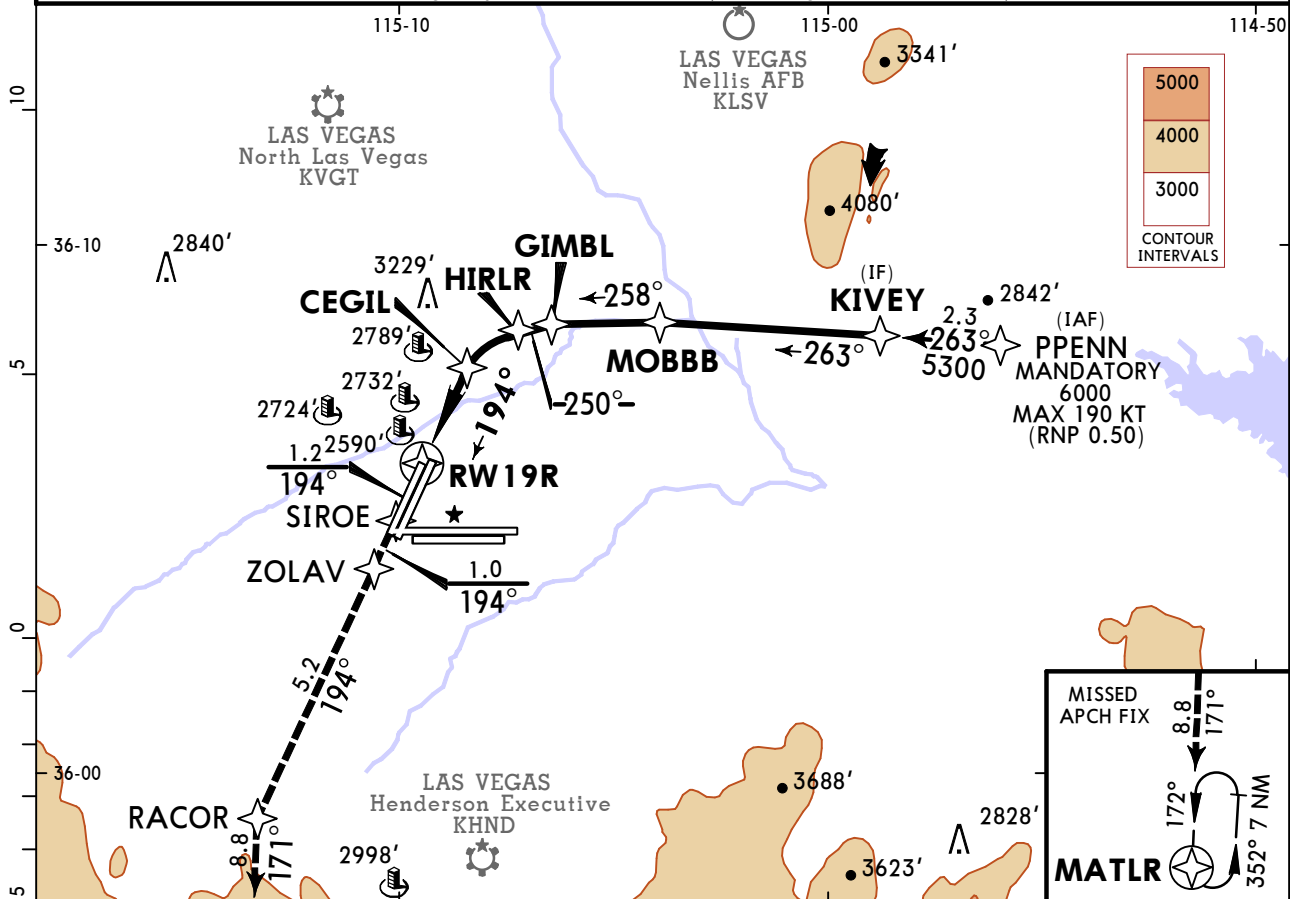 115-10
115-00
114-50
LAS VEGAS
Nellis AFB
KLSV
3341'
5000
4000
3000
CONTOUR
INTERVALS
10
LAS VEGAS
North Las Vegas
KVGT
4080'
36-10
2840'
3229'
GIMBL
HIRLR
CEGIL
258°
(IF)
KIVEY
2842'
2.3
263°
5300
(IAF)
PPENN
MANDATORY
6000
MAX 190 KT
(RNP 0.50)
2789'
MOBBB
263°
5
2732'
2724'
194°
250°
2590'
1.2
194°
RW19R
SIROE
ZOLAV
1.0
194°
0
5.2
194°
MISSED
APCH FIX
8.8
171°
36-00
LAS VEGAS
Henderson Executive
KHND
3688'
RACOR
2828'
172°
352° 7 NM
8.8
171°
2998'
3623'
MATLR
5